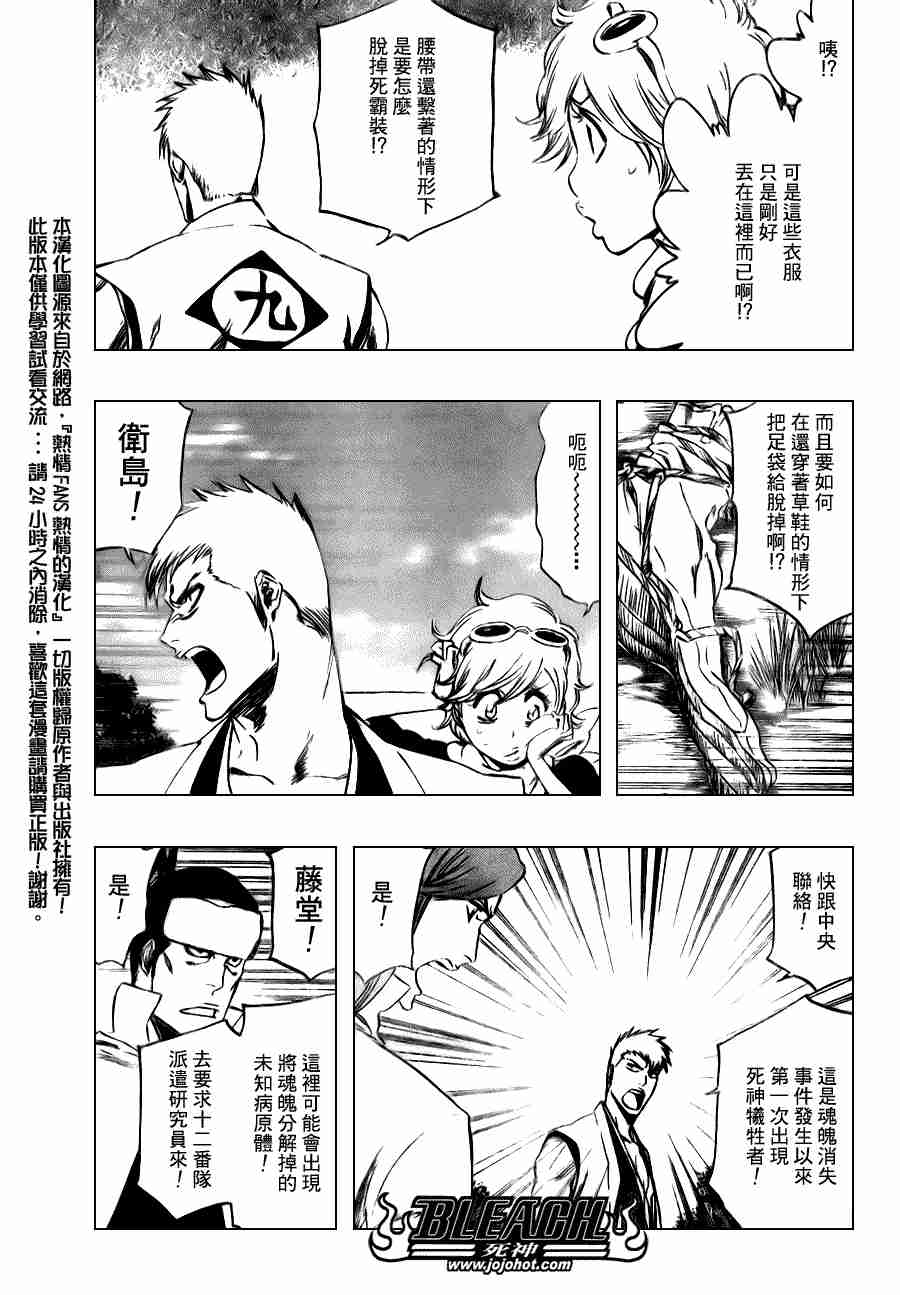 咦!?
可是這些衣服
只是剛好
丟在這裡而已啊!?
腰帶還繫著的情形下
是要怎麼
脫掉死霸裝!?
九
而且要如何
在還穿著草鞋的情形下
把足袋給脫掉啊!?
呃呃~~~~~~~…
衛島！
快跟中央
聯絡！
這是魂魄消失
事件發生以來
第一次出現
死神犧牲者！
是！
藤堂！
這裡可能會出現
將魂魄分解掉的
未知病原體！
去要求十二番隊
派遣研究員來！
是！
本漢化圖源來自於網路，『熱情FANS熱情的漢化』一切版權歸原作者與出版社擁有！
此版本僅供學習試看交流…請24小時之內消除，喜歡這套漫畫請購買正版！謝謝。
BLEACH
死神
www.jojohot.com